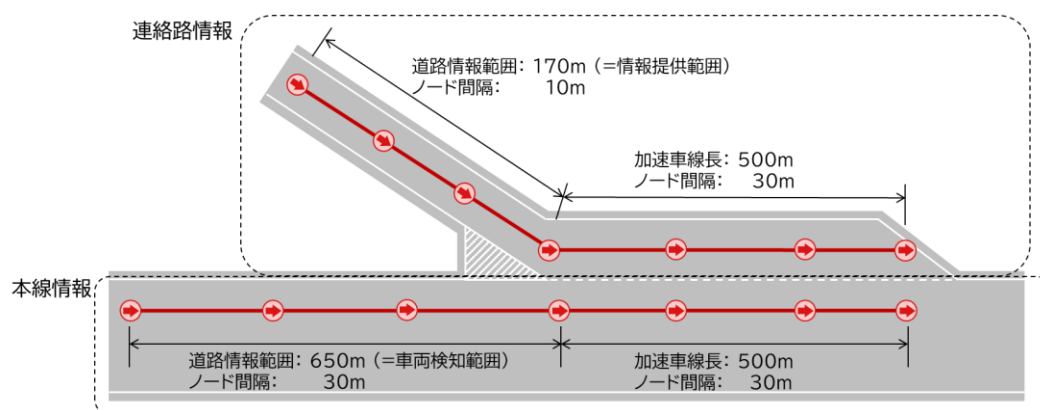 連絡路情報
道路情報範囲: 170m (=情報提供範囲)
ノード間隔: 10m
加速車線長: 500m
ノード間隔: 30m
本線情報
道路情報範囲: 650m (=車両検知範囲)
ノード間隔: 30m
加速車線長: 500m
ノード間隔: 30m